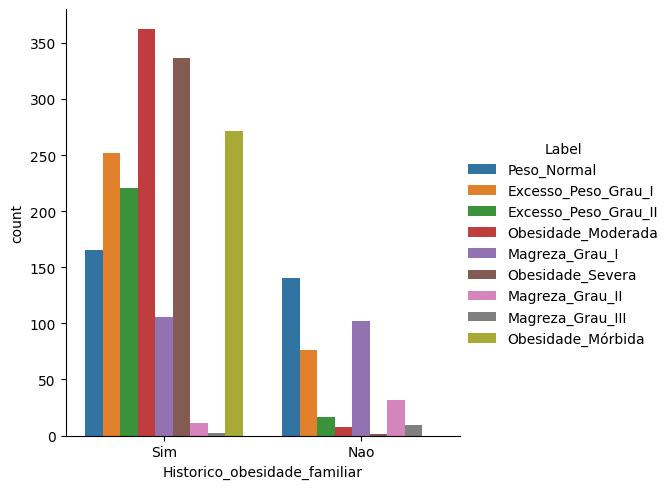 350
300
250
200
150
100
50
0
count
Sim
Nao
Historico_obesidade_familiar
Label
Peso_Normal
Excesso_Peso_Grau_I
Excesso_Peso_Grau_II
Obesidade_Moderada
Magreza_Grau_I
Obesidade_Severa
Magreza_Grau_II
Magreza_Grau_III
Obesidade_Mórbida